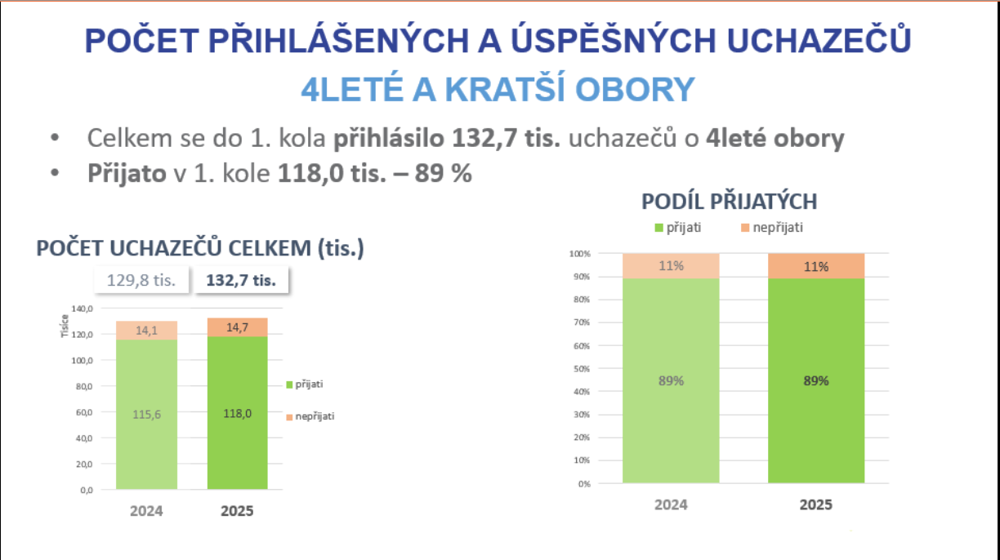 POČET PŘIHLÁŠENÝCH A ÚSPĚŠNÝCH UCHAZEČŮ
4LETÉ A KRATŠÍ OBORY
• Celkem se do 1. kola přihlásilo 132,7 tis. uchazečů o 4leté obory
• Přijato v 1. kole 118,0 tis. – 89 %
POČET UCHAZEČŮ CELKEM (tis.)
129,8 tis. 132,7 tis.
Tisíce
140,0
120,0
100,0
80,0
60,0
40,0
20,0
0,0
14,1 14,7
115,6 118,0
přijati
nepřijati
2024 2025
PODÍL PŘIJATÝCH
přijati nepřijati
100%
90%
80%
70%
60%
50%
40%
30%
20%
10%
0%
11% 11%
89% 89%
2024 2025